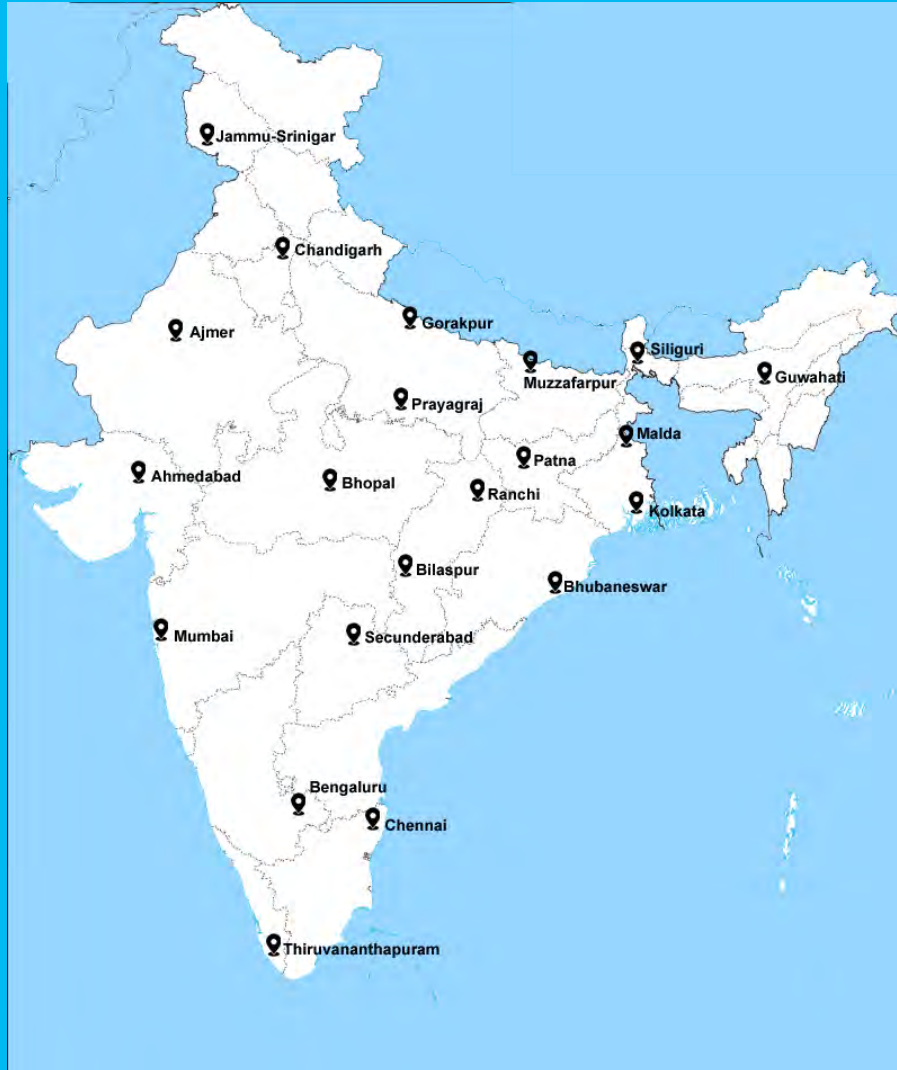 Jammu-Srinigar
Chandigarh
Gorakpur
Ajmer
Siliguri
Muzzafarpur
Guwahati
Prayagraj
Malda
Patna
Ahmedabad
Bhopal
Ranchi
Kolkata
Bilaspur
Bhubaneswar
Mumbai
Secunderabad
Bengaluru
Chennai
Thiruvananthapuram